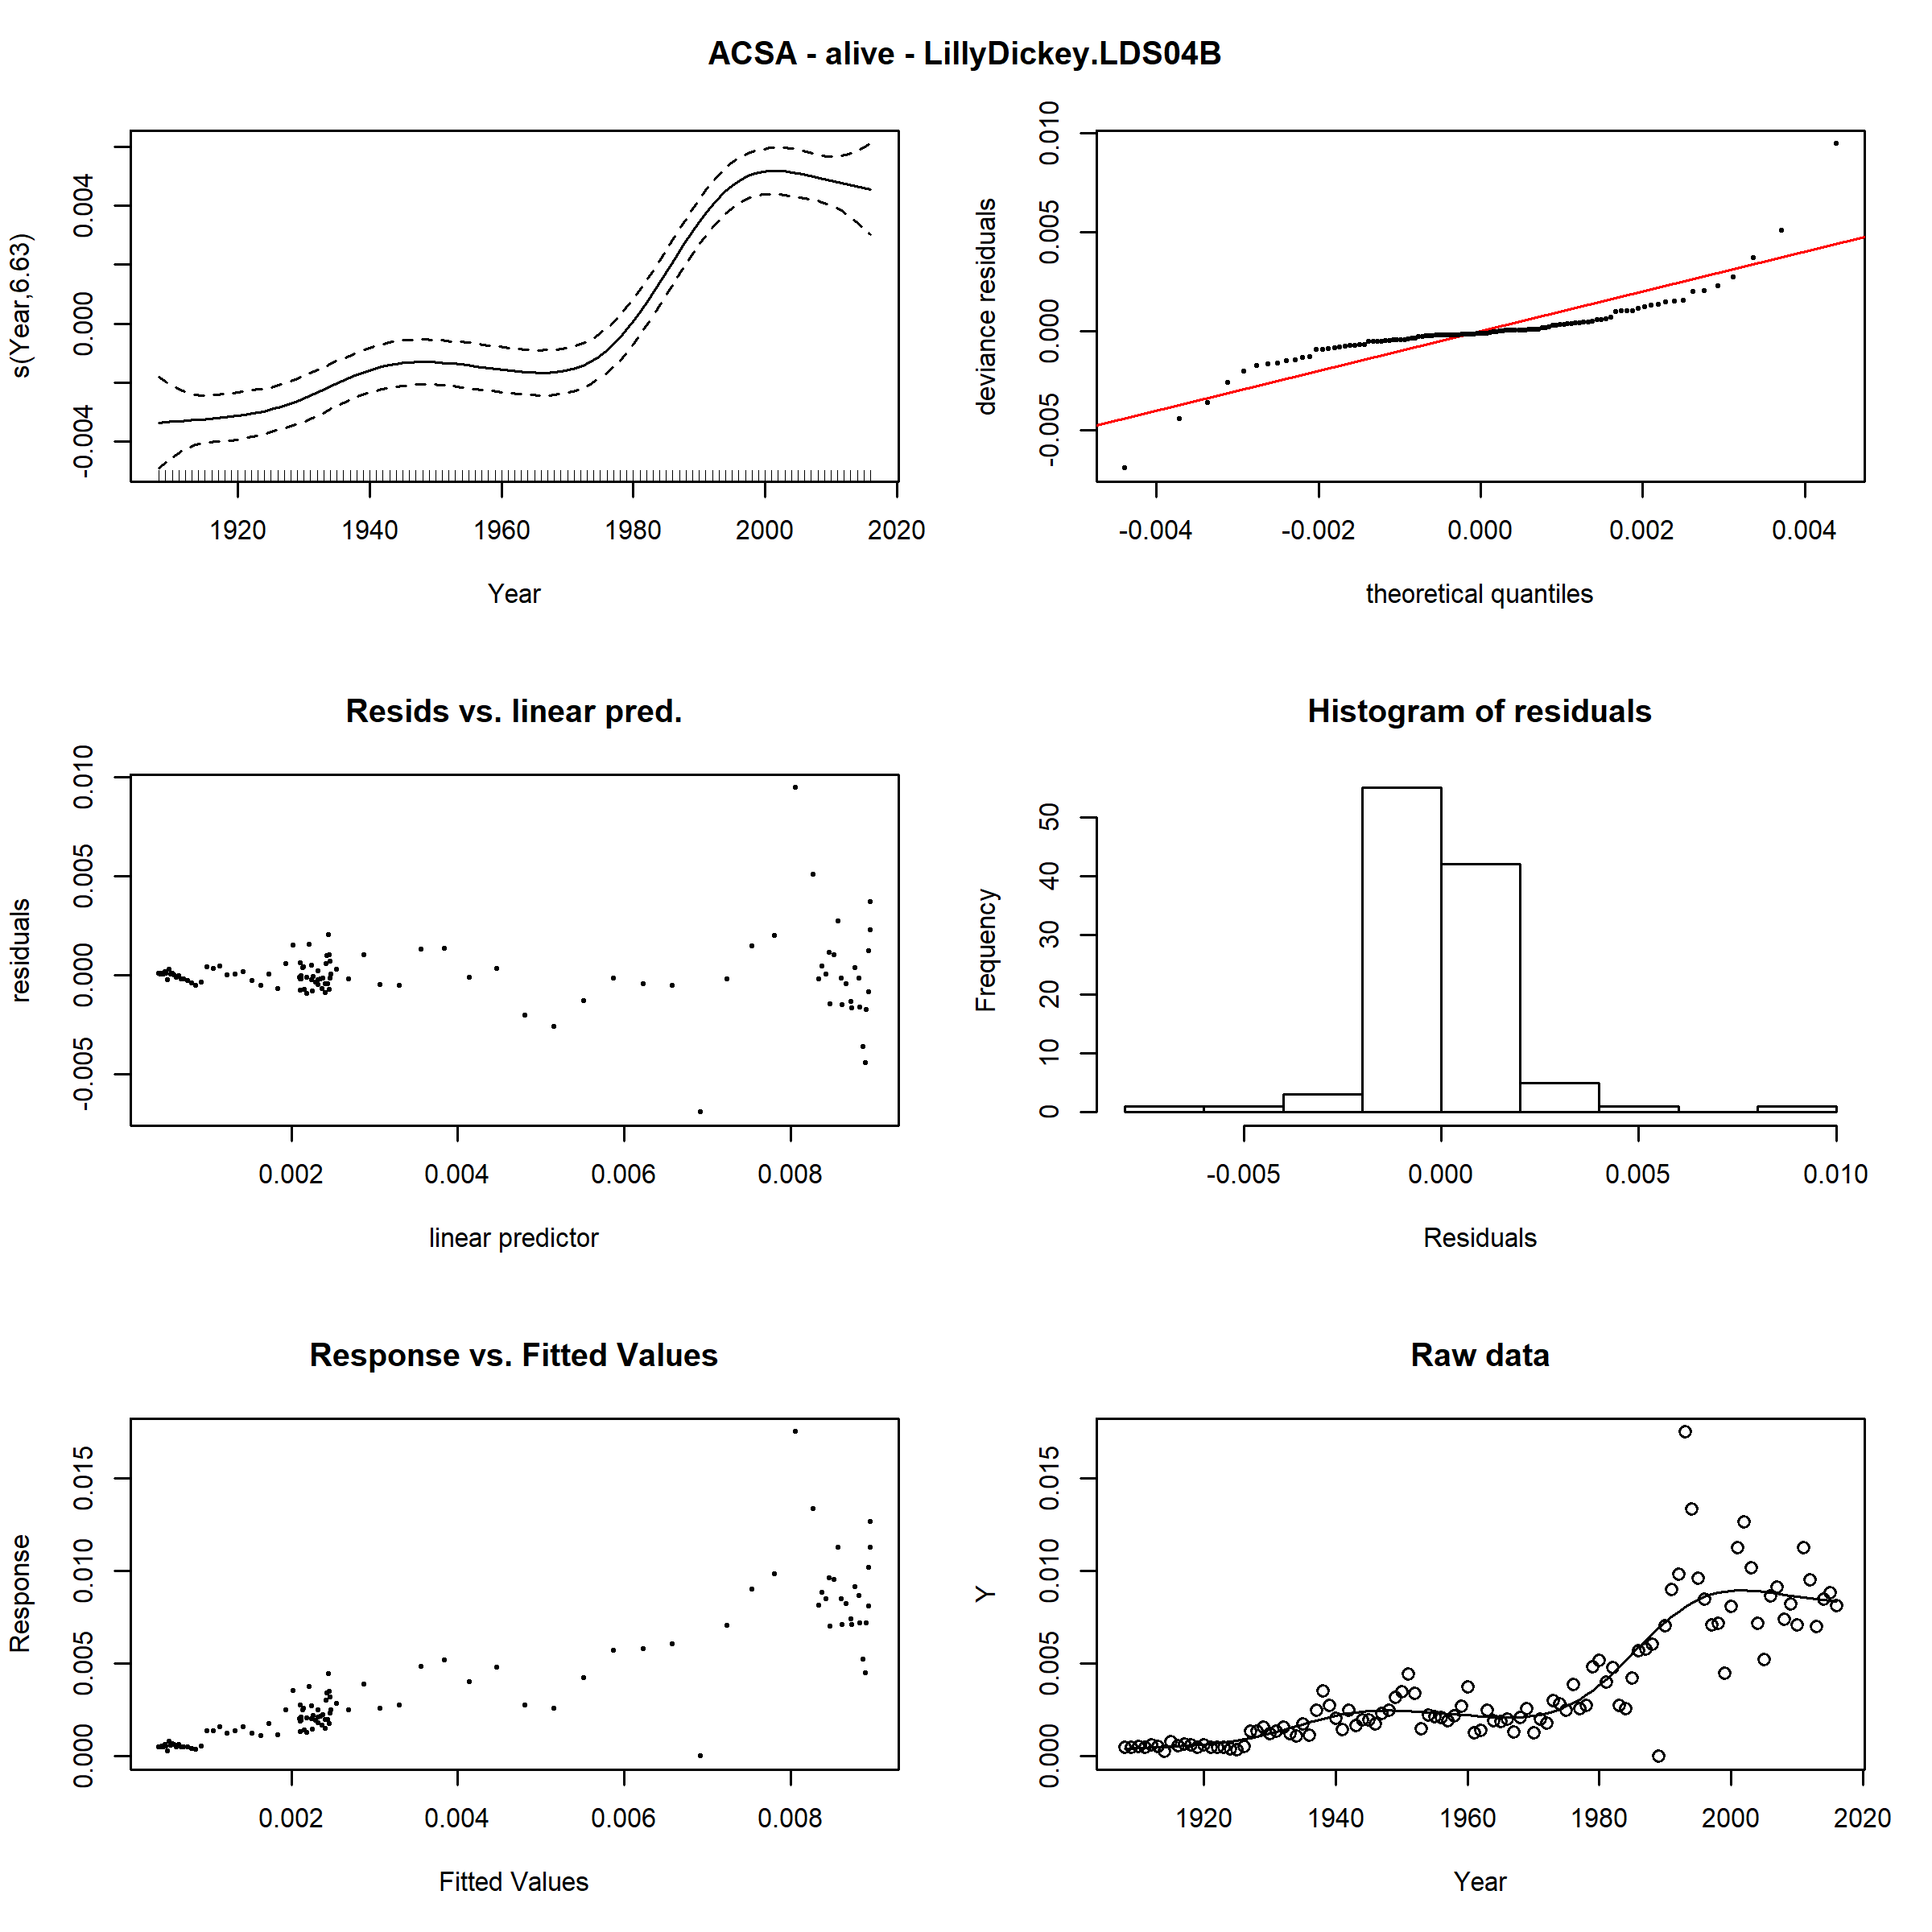 ACSA - alive - LillyDickey.LDS04B
s(Year,6.63)
-0.004 0.000 0.004
1920 1940 1960 1980 2000 2020
Year
deviance residuals
-0.005 0.000 0.005 0.010
-0.004 -0.002 0.000 0.002 0.004
theoretical quantiles
Resids vs. linear pred.
residuals
-0.005 0.000 0.005 0.010
0.002 0.004 0.006 0.008
linear predictor
Histogram of residuals
Frequency
0 10 20 30 40 50
-0.005 0.000 0.005 0.010
Residuals
Response vs. Fitted Values
Response
0.000 0.005 0.010 0.015
0.002 0.004 0.006 0.008
Fitted Values
Raw data
Y
0.000 0.005 0.010 0.015
1920 1940 1960 1980 2000 2020
Year